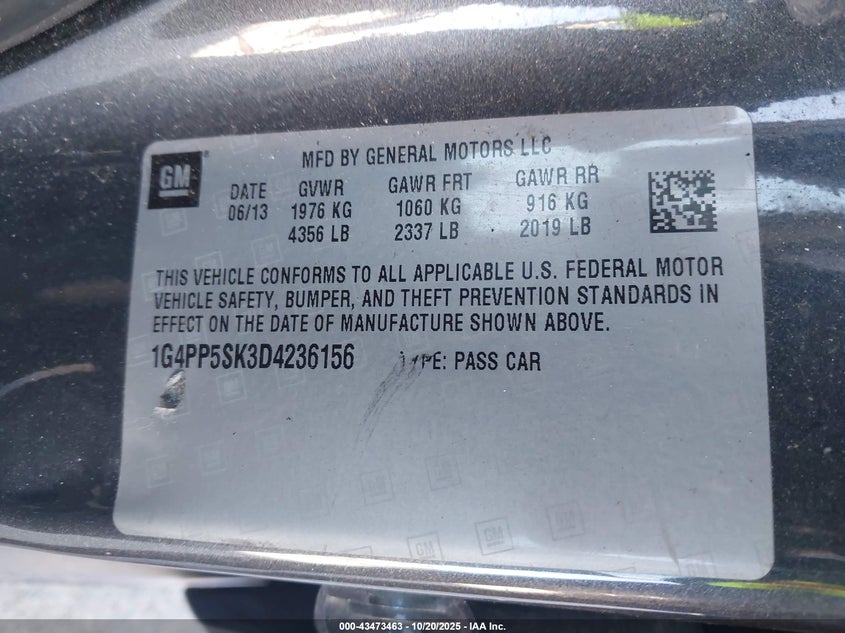 GM
MFD BY GENERAL MOTORS LLC
DATE GVWR GAWR FRT GAWR RR
06/13 1976 KG 1060 KG 916 KG
4356 LB 2337 LB 2019 LB
THIS VEHICLE CONFORMS TO ALL APPLICABLE U.S. FEDERAL MOTOR
VEHICLE SAFETY, BUMPER, AND THEFT PREVENTION STANDARDS IN
EFFECT ON THE DATE OF MANUFACTURE SHOWN ABOVE.
1G4PP5SK3D4236156 TYPE: PASS CAR
GM
000-43473463 - 10/20/2025 - IAA Inc.